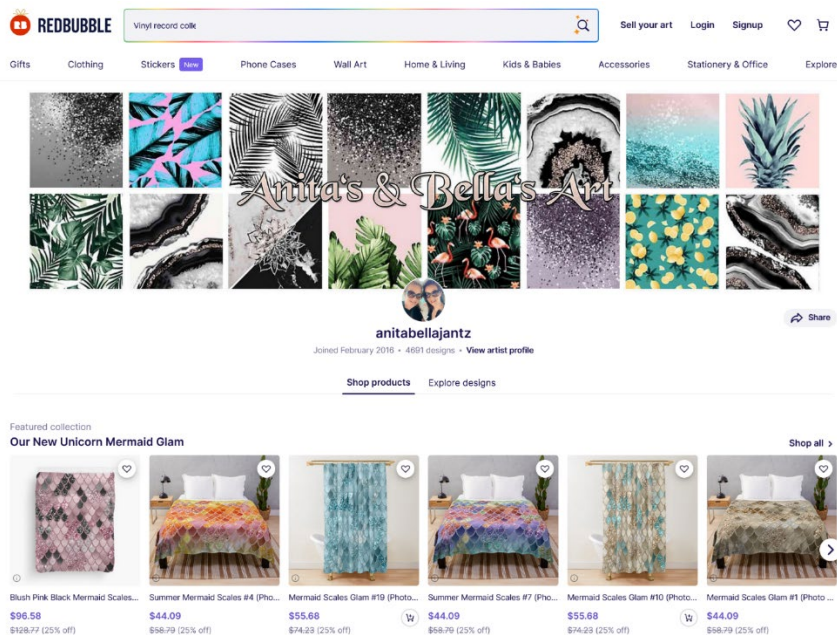 REDBUBBLE
Vinyl record colle
Sell your art
Login
Signup
Gifts
Clothing
Stickers New
Phone Cases
Wall Art
Home & Living
Kids & Babies
Accessories
Stationery & Office
Explore
Anita's & Bella's Art
Share
anitabellajantz
Joined February 2016 • 4691 designs • View artist profile
Shop products
Explore designs
Featured collection
Our New Unicorn Mermaid Glam
Shop all
Blush Pink Black Mermaid Scales...
$96.58
$128.77 (25% off)
Summer Mermaid Scales #4 (Pho...
$44.09
$58.79 (25% off)
Mermaid Scales Glam #19 (Photo...
$55.68
$74.23 (25% off)
Summer Mermaid Scales #7 (Pho...
$44.09
$58.79 (25% off)
Mermaid Scales Glam #10 (Photo...
$55.68
$74.23 (25% off)
Mermaid Scales Glam #1 (Photo ...
$44.09
$58.79 (25% off)